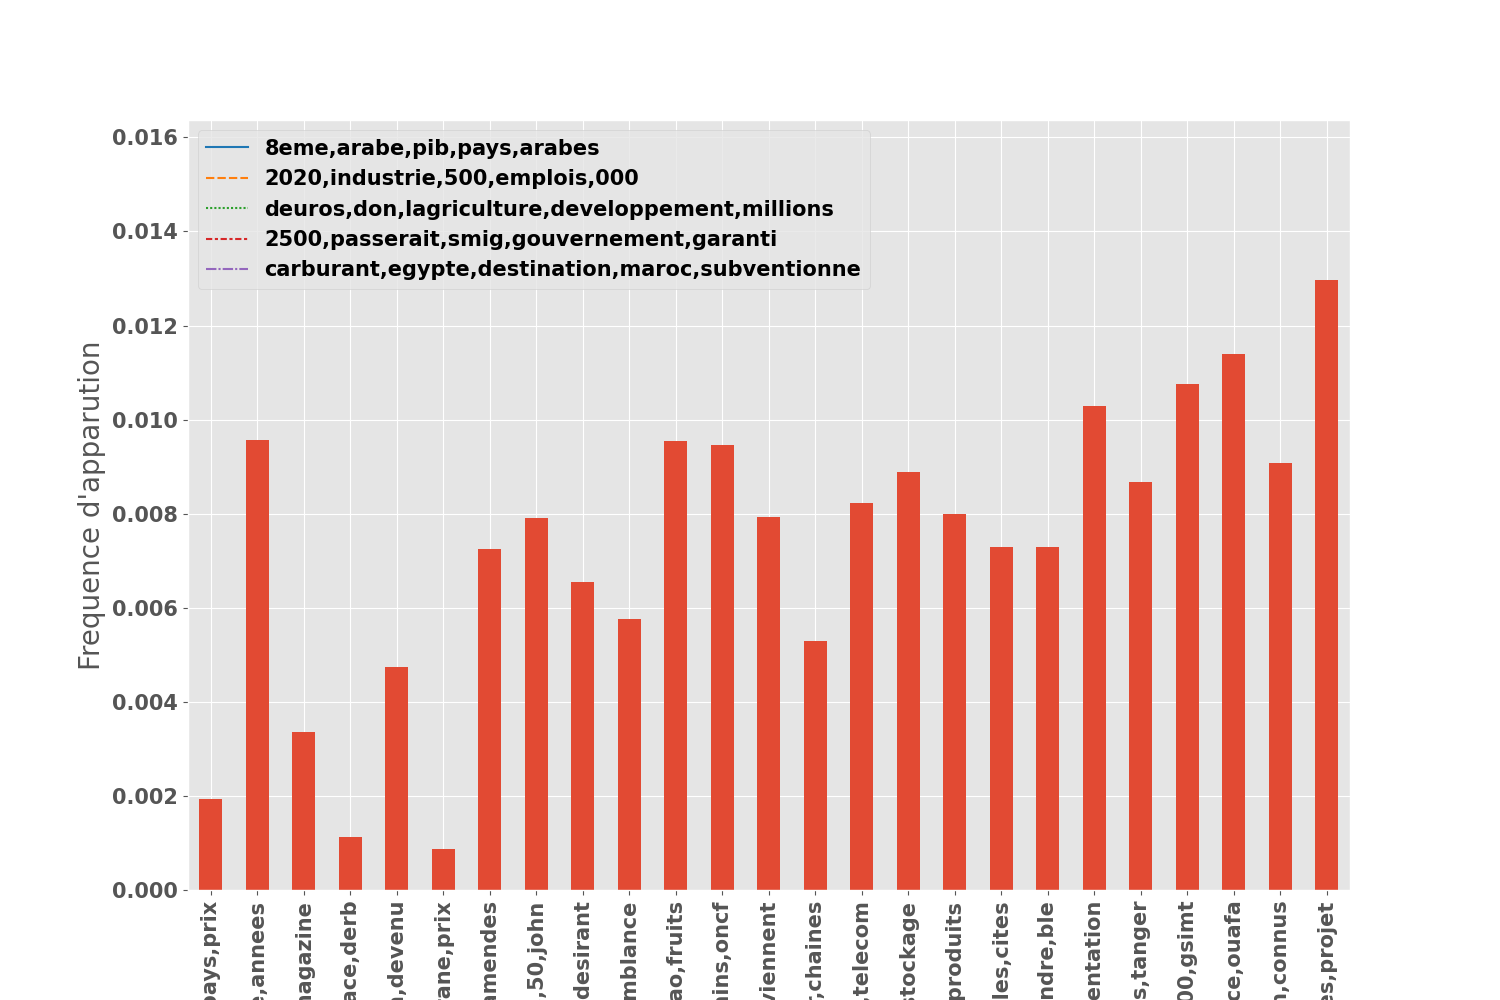 0.016
8eme,arabe,pib,pays,arabes
2020,industrie,500,emplois,000
deuros,don,lagriculture,developpement,millions
0.014
2500,passerait,smig,gouvernement,garanti
carburant,egypte,destination,maroc,subventionne
0.012
0.010
0.008
0.006
0.004
0.002
0.000
Frequence d'apparution
pays,prix
e,annees
magazine
ace,derb
,devenu
rane,prix
amendes
,50,john
desirant
mblance
ao,fruits
ains,oncf
viennent
,chaines
,telecom
stockage
produits
les,cites
ndre,ble
entation
s,tanger
00,gsimt
ce,ouafa
,connus
es,projet